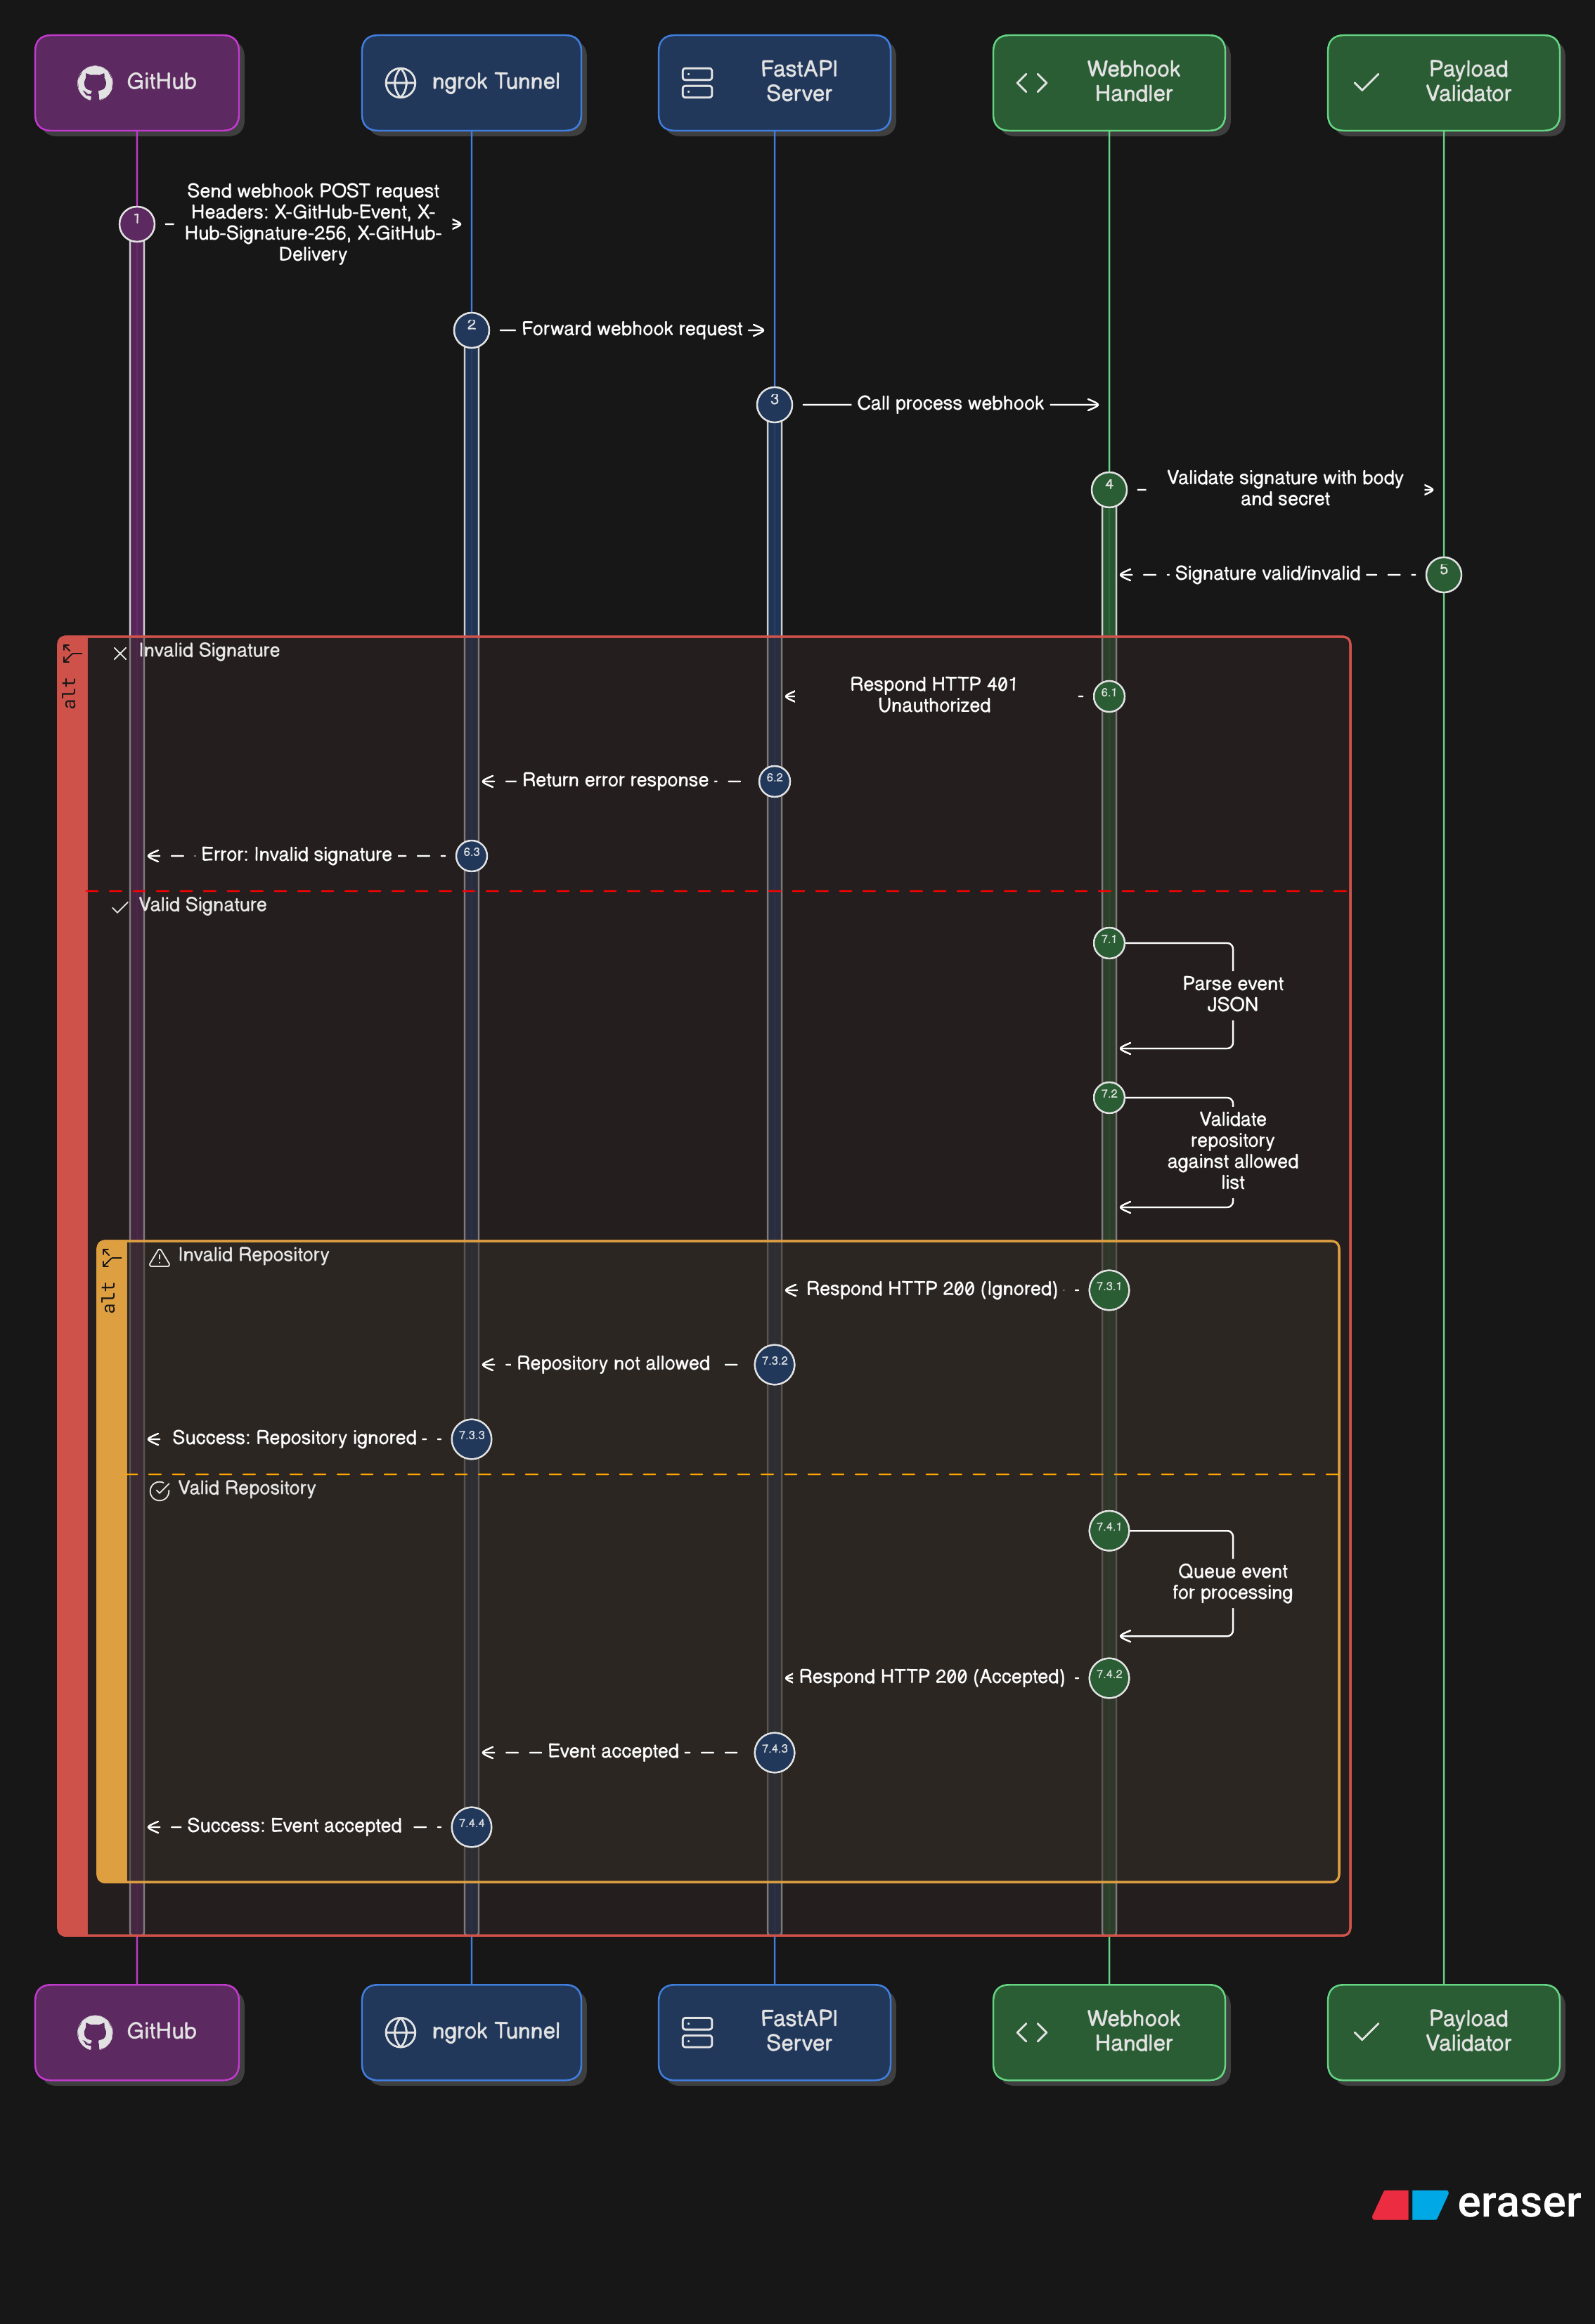 GitHub
ngrok Tunnel
FastAPI
Server
Webhook
Handler
Payload
Validator
1
Send webhook POST request
Headers: X-GitHub-Event, X-
Hub-Signature-256, X-GitHub-
Delivery
2
Forward webhook request
3
Call process webhook
4
Validate signature with body
and secret
Signature valid/invalid
5
alt
Invalid Signature
Respond HTTP 401
Unauthorized
6.1
Return error response
6.2
Error: Invalid signature
6.3
Valid Signature
7.1
Parse event
JSON
7.2
Validate
repository
against allowed
list
alt
Invalid Repository
Respond HTTP 200 (Ignored)
7.3.1
Repository not allowed
7.3.2
Success: Repository ignored
7.3.3
Valid Repository
7.4.1
Queue event
for processing
Respond HTTP 200 (Accepted)
7.4.2
Event accepted
7.4.3
Success: Event accepted
7.4.4
GitHub
ngrok Tunnel
FastAPI
Server
Webhook
Handler
Payload
Validator
eraser